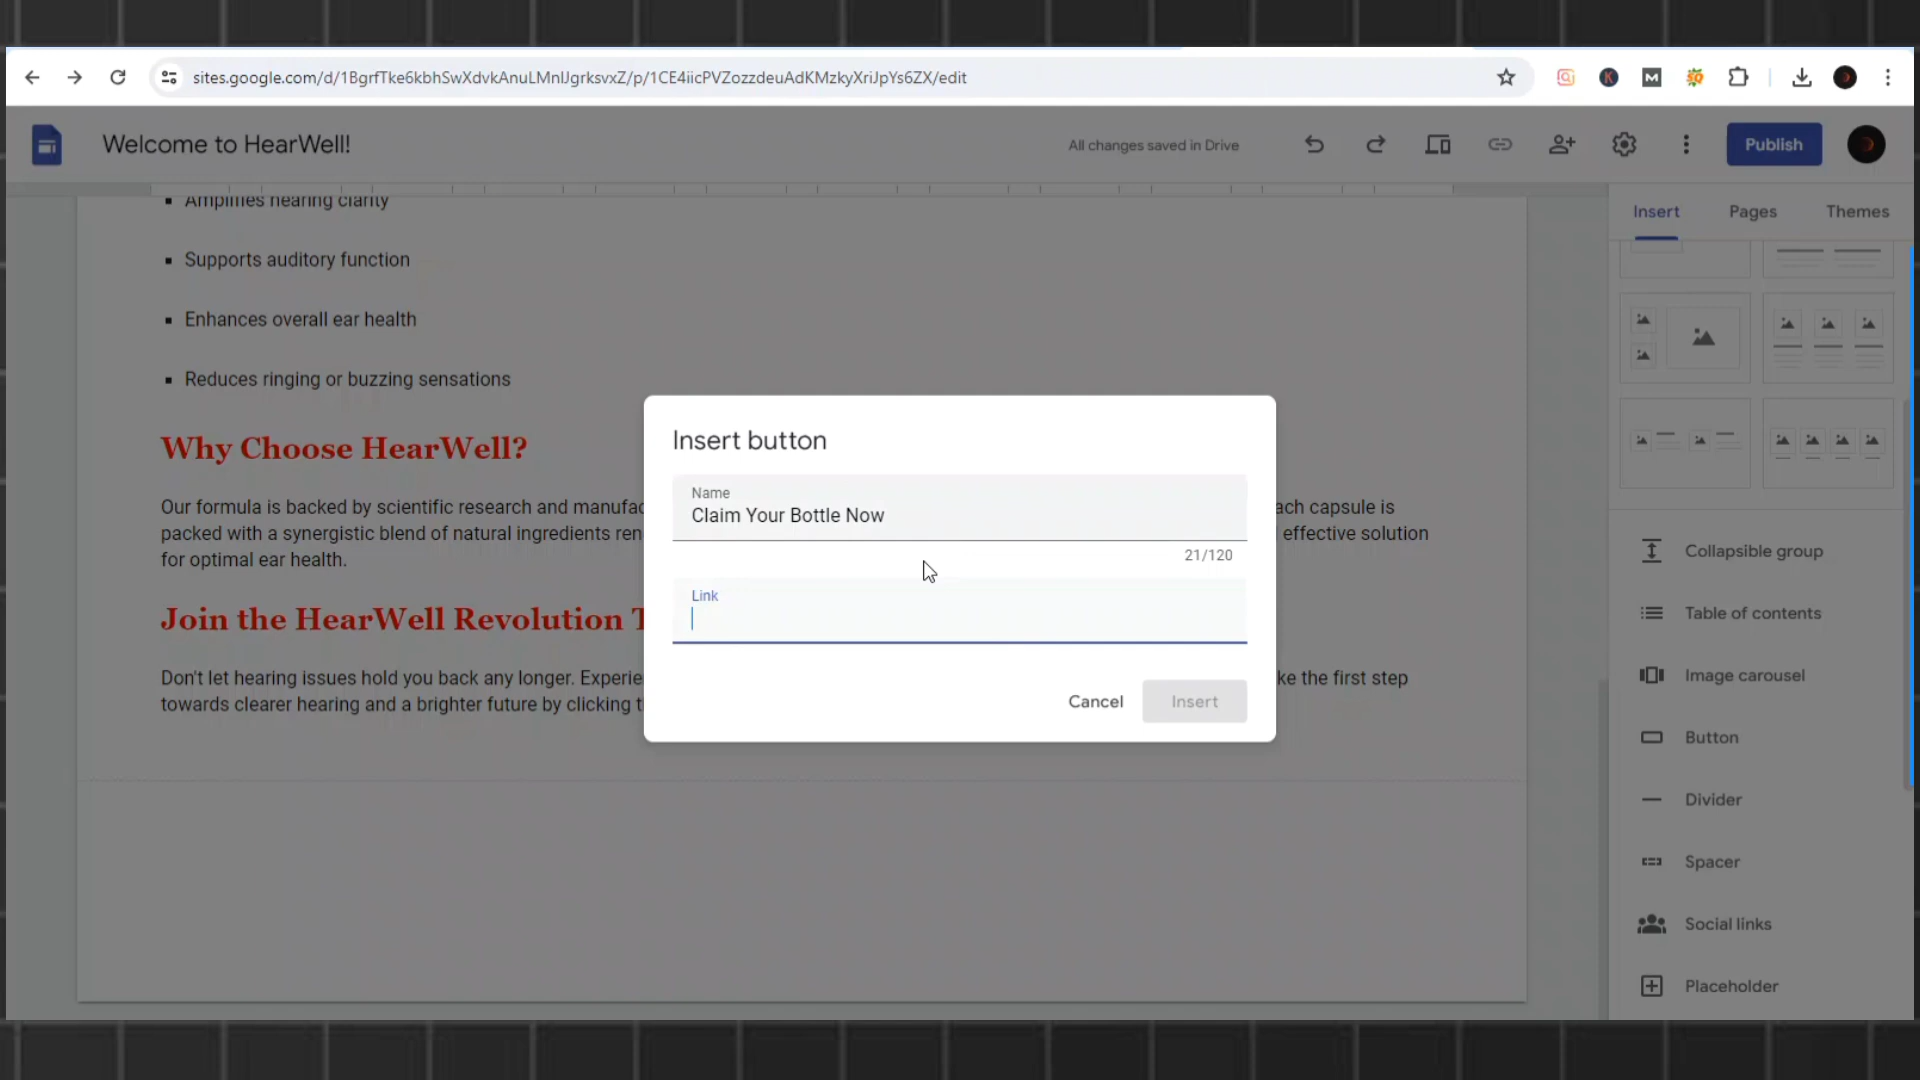 sites.google.com/d/1BgrfTke6kbhSwXdvkAnuLMnlJgrksvxZ/p/1CE4iicPVZozzdeuAdKMzkyXriJpYs6ZX/edit
Welcome to HearWell!
All changes saved in Drive
Publish
Insert
Pages
Themes
Amplifies hearing clarity
Supports auditory function
Enhances overall ear health
Reduces ringing or buzzing sensations
Why Choose HearWell?
Our formula is backed by scientific research and ach capsule is
packed with a synergistic blend of natural ingredients effective solution
for optimal ear health.
Join the HearWell Revolution
Don't let hearing issues hold you back any longer. the first step
towards clearer hearing and a brighter future by clicking
Insert button
Name
Claim Your Bottle Now
21/120
Link
Cancel
Insert
Collapsible group
Table of contents
Image carousel
Button
Divider
Spacer
Social links
Placeholder